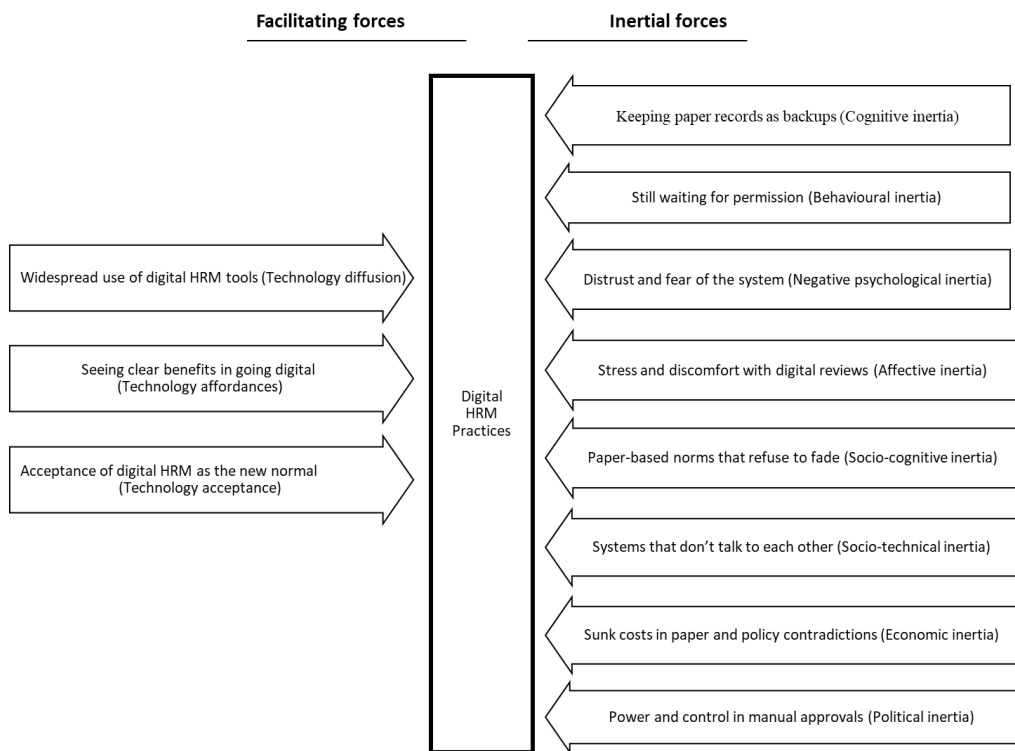 Facilitating forces
Inertial forces
Widespread use of digital HRM tools (Technology diffusion)
Seeing clear benefits in going digital
(Technology affordances)
Acceptance of digital HRM as the new normal
(Technology acceptance)
Digital
HRM
Practices
Keeping paper records as backups (Cognitive inertia)
Still waiting for permission (Behavioural inertia)
Distrust and fear of the system (Negative psychological inertia)
Stress and discomfort with digital reviews (Affective inertia)
Paper-based norms that refuse to fade (Socio-cognitive inertia)
Systems that don’t talk to each other (Socio-technical inertia)
Sunk costs in paper and policy contradictions (Economic inertia)
Power and control in manual approvals (Political inertia)